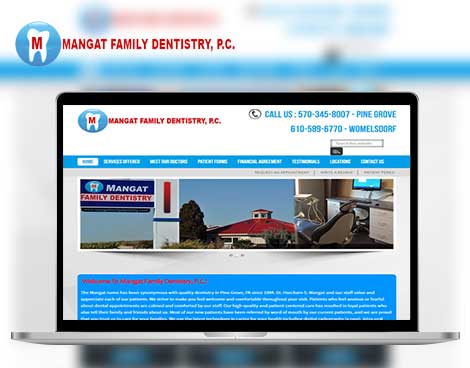 M MANGAT FAMILY DENTISTRY, P.C.
M MANGAT FAMILY DENTISTRY, P.C.
CALL US : 570-345-8007 - PINE GROVE
610-589-6770 - WOMELSDORF
HOME SERVICES OFFERED MEET OUR DOCTORS PATIENT FORMS FINANCIAL AGREEMENT TESTIMONIALS LOCATIONS CONTACT US
REQUEST AN APPOINTMENT | WRITE A REVIEW |
M MANGAT
FAMILY DENTISTRY
Welcome To Mangat Family Dentistry, P.C.!
The Mangat name has been synonymous with quality dentistry in Pine Grove, PA since 1989. Dr. Harcharn S. Mangat and our staff value and
appreciate each of our patients. We strive to make you feel welcome and comfortable throughout your visit. Patients who feel anxious or fearful
about dental appointments are calmed and comforted by our staff. Our high-quality and patient-centered care has resulted in loyal patients who
also tell their family and friends about us. Most of our new patients have been referred by word of mouth by our current patients, and we are proud